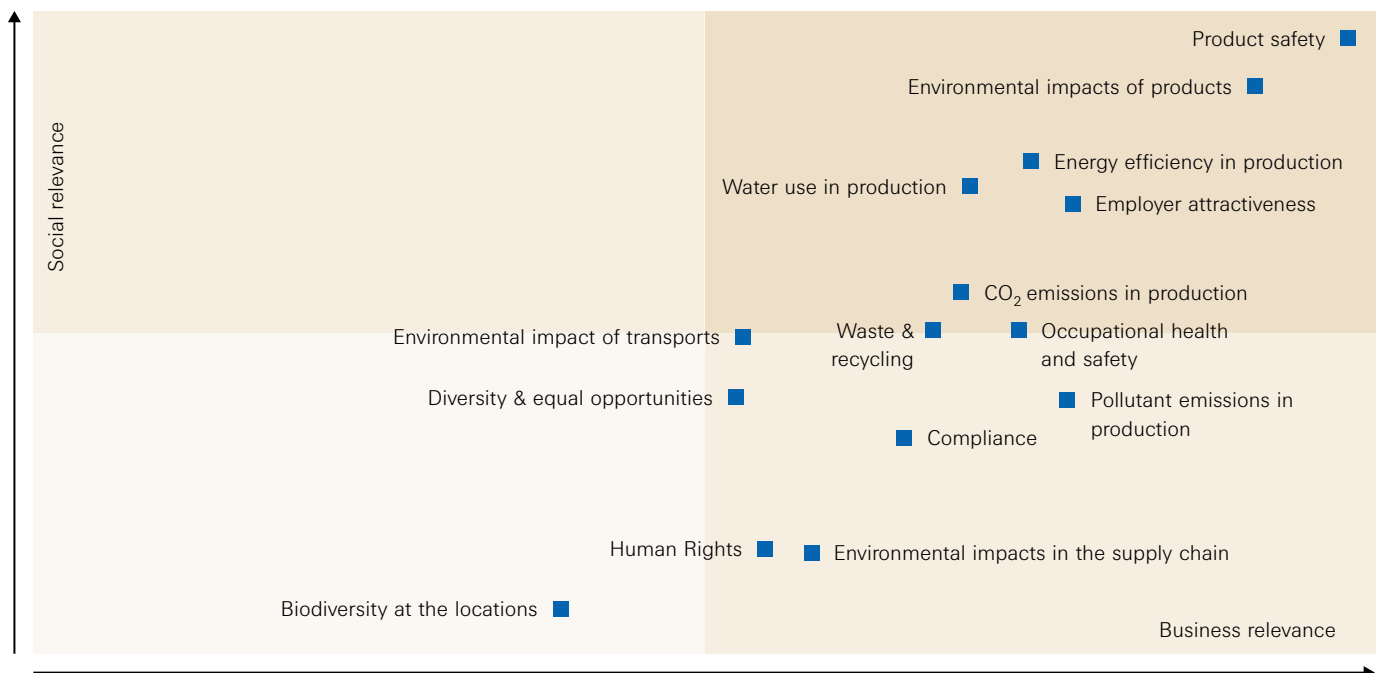 Product safety
Environmental impacts of products
Social relevance
Energy efficiency in production
Water use in production
Employer attractiveness
CO₂ emissions in production
Environmental impact of transports
Waste &
recycling
Occupational health
and safety
Diversity & equal opportunities
Pollutant emissions in
production
Compliance
Human Rights
Environmental impacts in the supply chain
Biodiversity at the locations
Business relevance